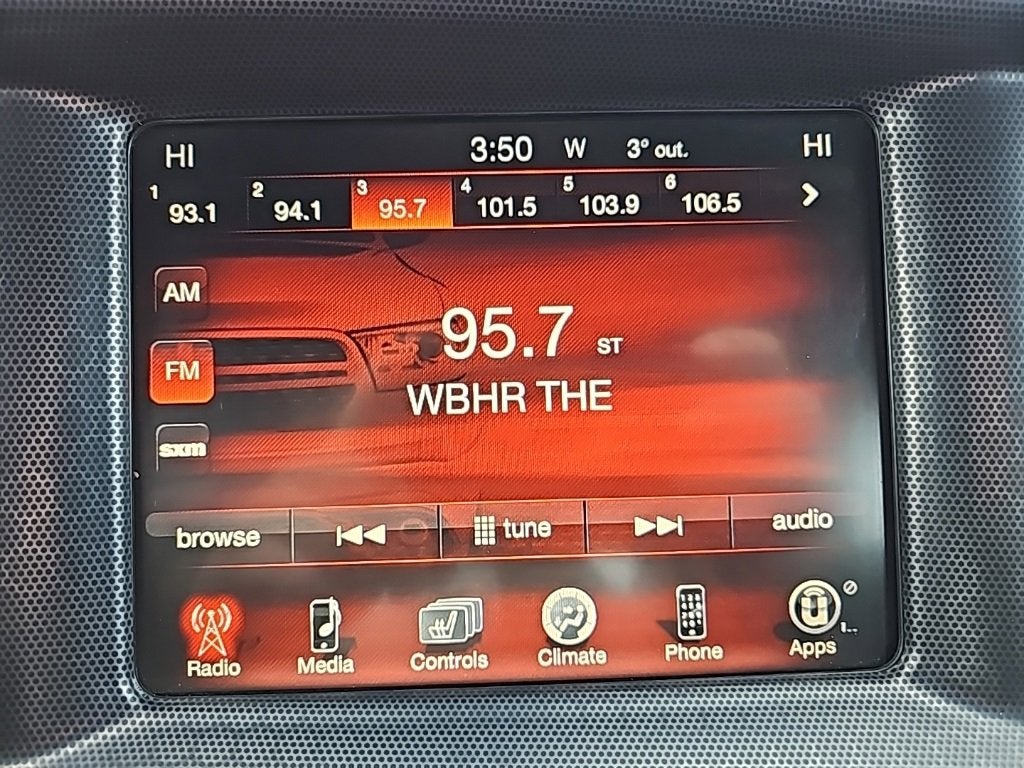 HI 3:50 W 3° out. HI
1 93.1 2 94.1 3 95.7 4 101.5 5 103.9 6 106.5
AM
95.7 ST
FM
WBHR THE
sxm
browse tune audio
Radio Media Controls Climate Phone Apps